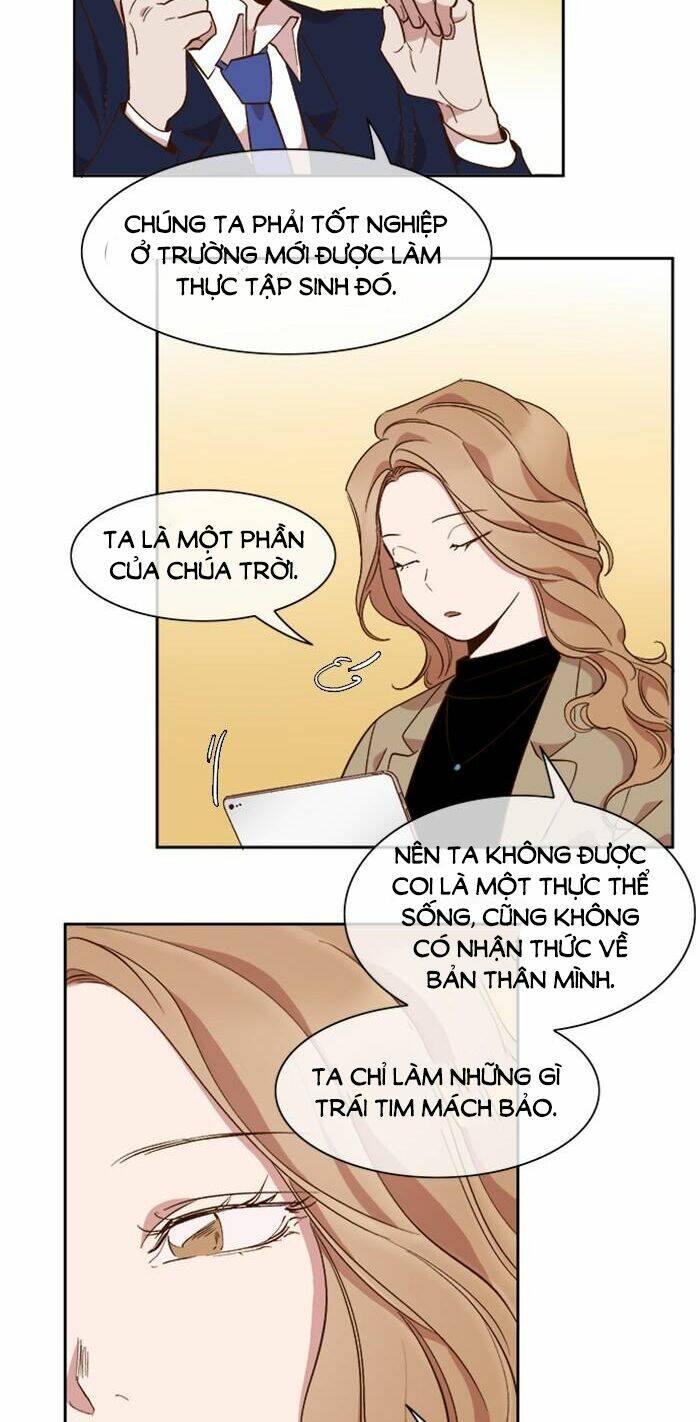 CHÚNG TA PHẢI TỐT NGHIỆP
Ở TRƯỜNG MỚI ĐƯỢC LÀM
THỰC TẬP SINH ĐÓ.
TA LÀ MỘT PHẦN
CỦA CHÚA TRỜI.
NÊN TA KHÔNG ĐƯỢC
COI LÀ MỘT THỰC THỂ
SỐNG, CŨNG KHÔNG
CÓ NHẬN THỨC VỀ
BẢN THÂN MÌNH.
TA CHỈ LÀM NHỮNG GÌ
TRÁI TIM MÁCH BẢO.